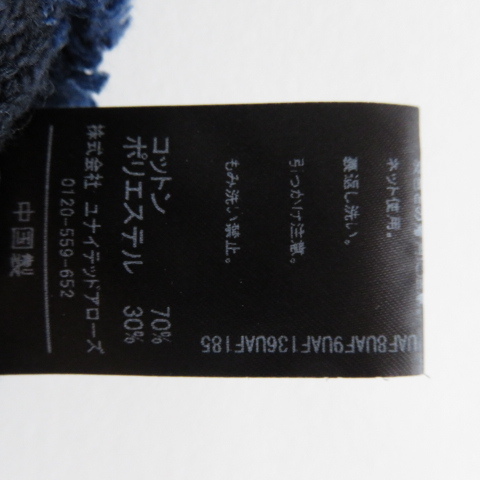 ネット使用。
裏返し洗い。
引つかけ注意。
もみ洗い禁止。
コットン 70%
ポリエステル 30%
株式会社 ユナイテッドアローズ
0120-559-652
中国製
UAF8UAF9UAF136UAF185